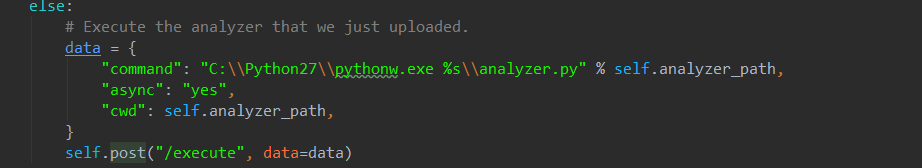 else:
# Execute the analyzer that we just uploaded.
data = {
"command": "C:\\Python27\\pythonw.exe %s\\analyzer.py" % self.analyzer_path,
"async": "yes",
"cwd": self.analyzer_path,
}
self.post("/execute", data=data)